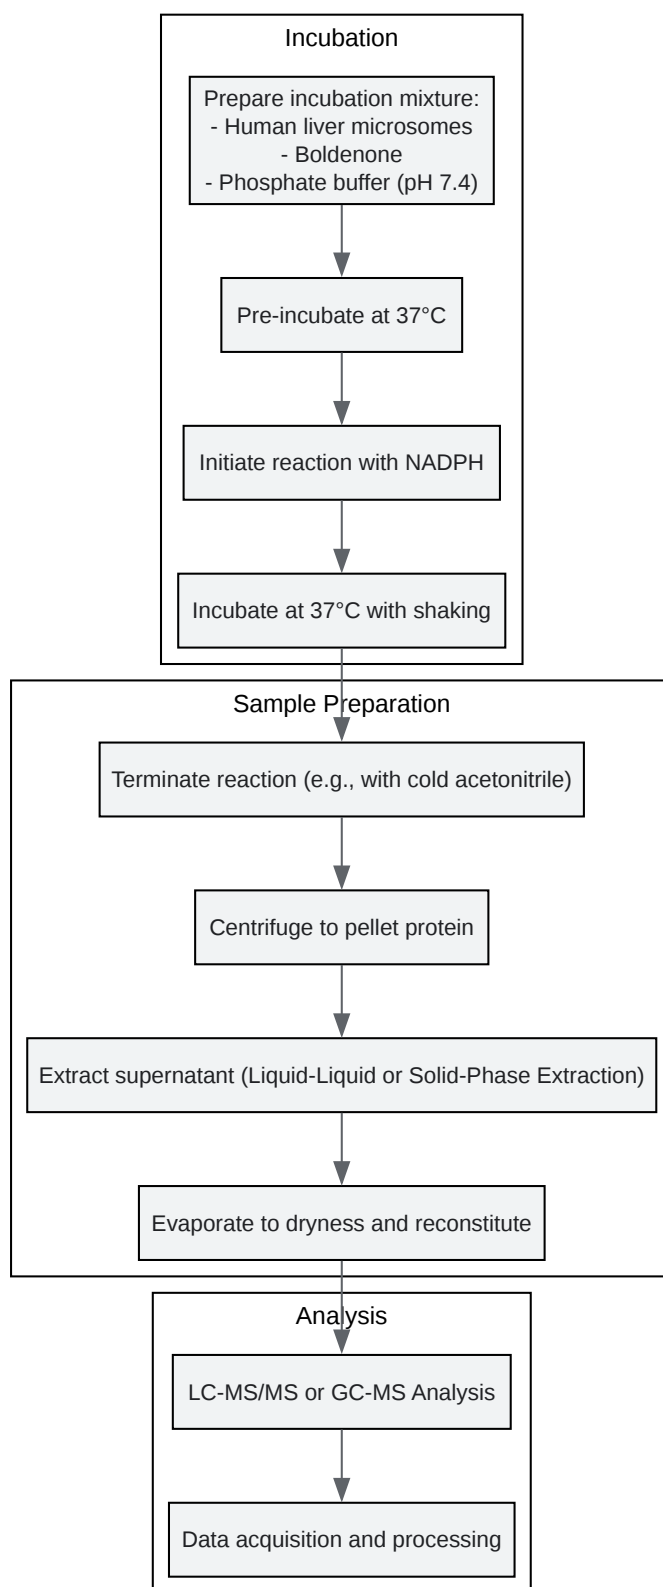 Incubation
Prepare incubation mixture:
- Human liver microsomes
- Boldenone
- Phosphate buffer (pH 7.4)
Pre-incubate at 37°C
Initiate reaction with NADPH
Incubate at 37°C with shaking
Sample Preparation
Terminate reaction (e.g., with cold acetonitrile)
Centrifuge to pellet protein
Extract supernatant (Liquid-Liquid or Solid-Phase Extraction)
Evaporate to dryness and reconstitute
Analysis
LC-MS/MS or GC-MS Analysis
Data acquisition and processing